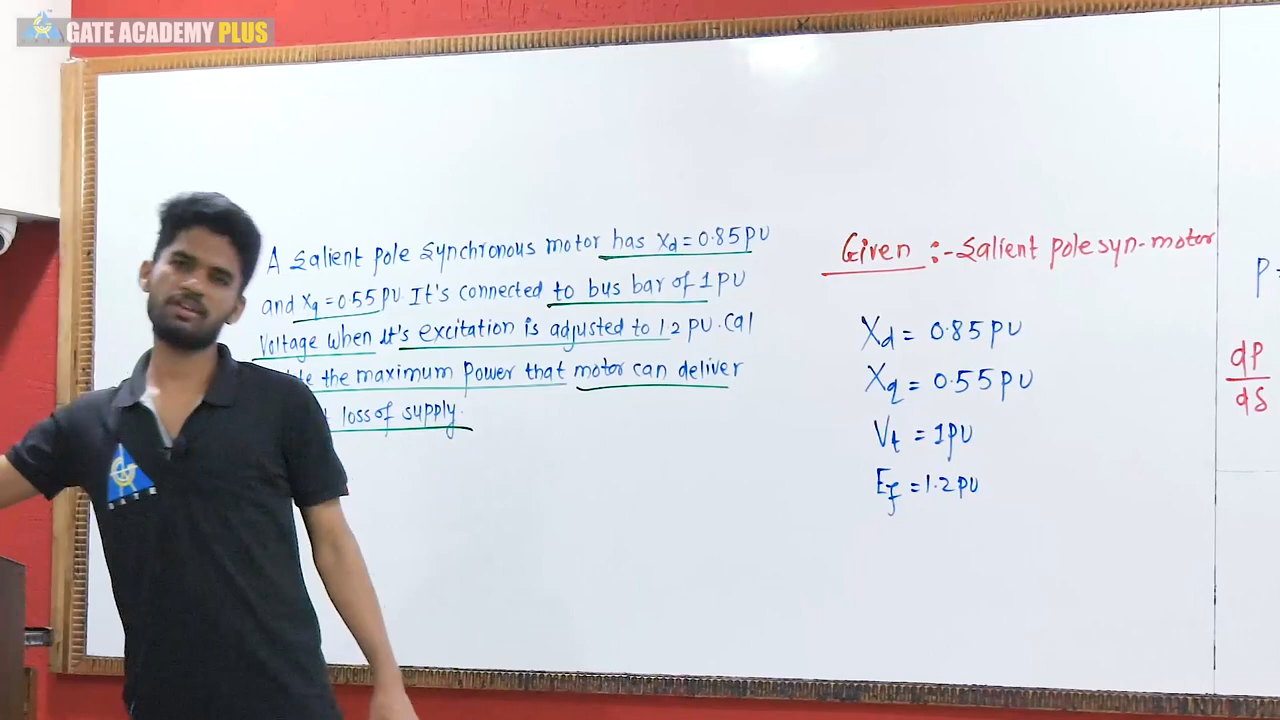 GATE ACADEMY PLUS
A Salient pole Synchronous motor has Xd = 0.85 PU
and Xq = 0.55 PU. It's connected to bus bar of 1 PU
Voltage when it's excitation is adjusted to 1.2 PU. Cal
the maximum power that motor can deliver
loss of supply.
Given :- Salient pole syn-motor
Xd = 0.85 PU
Xq = 0.55 PU
Vt = 1 PU
Ef = 1.2 PU
P =
dP
dδ
GATE